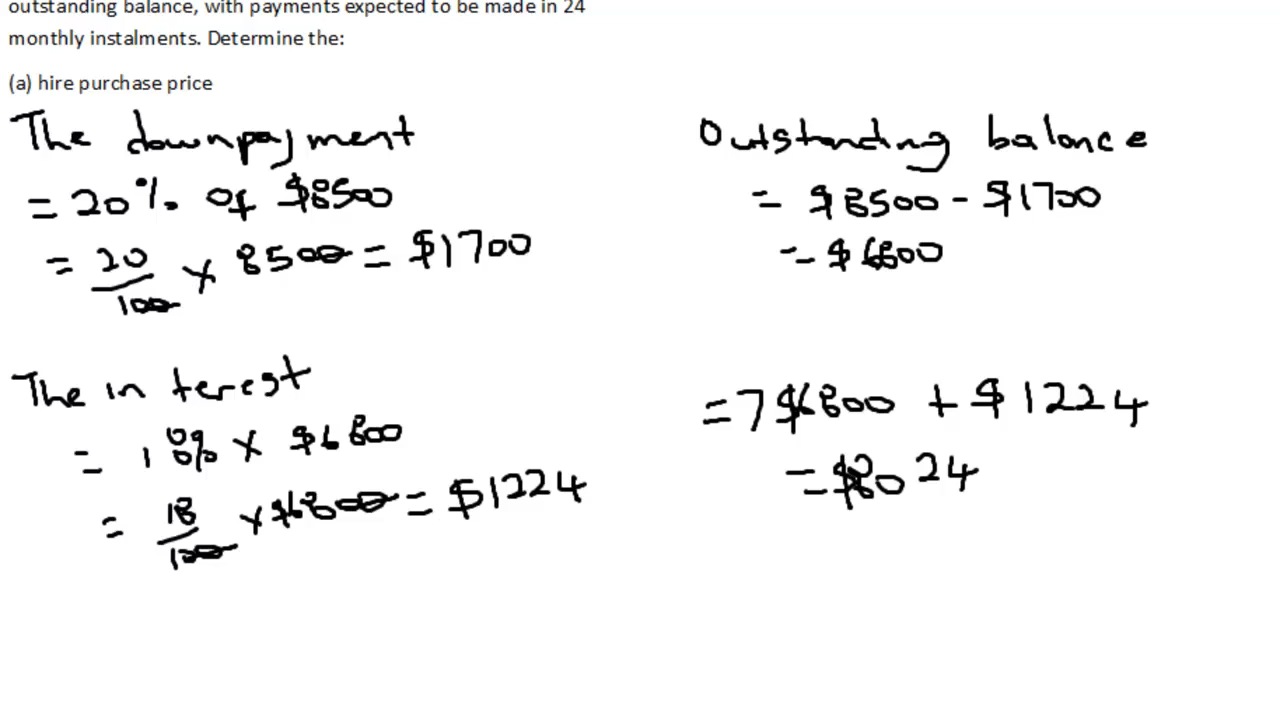 outstanding balance, with payments expected to be made in 24
monthly instalments. Determine the:
(a) hire purchase price
The downpayment
= 20% of $8500
= 20/100 × 8500 = $1700
Outstanding balance
= $8500 - $1700
= $6800
The interest
= 18% × $6800
= 18/100 × $6800 = $1224
= 7 $6800 + $1224
= $8024